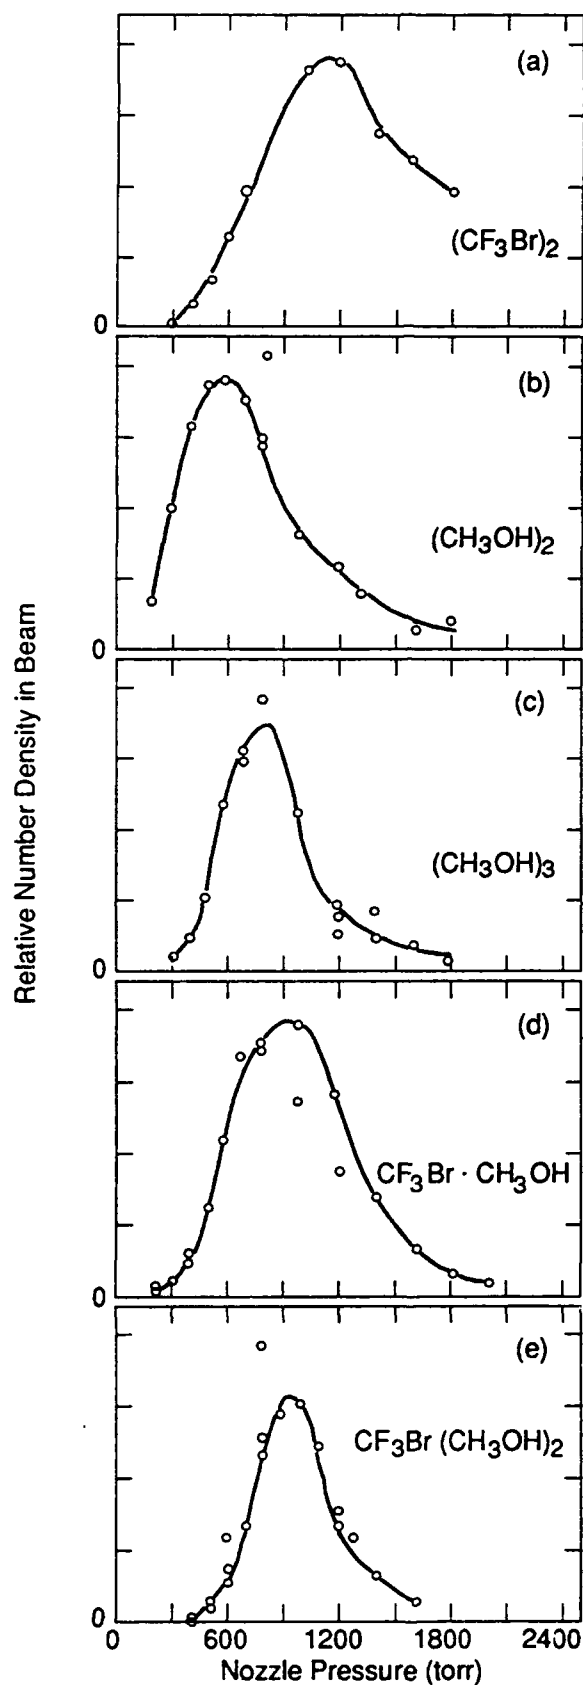 (a)
(CF3Br)2
0
(b)
(CH3OH)2
0
(c)
(CH3OH)3
0
(d)
CF3Br · CH3OH
0
(e)
CF3Br (CH3OH)2
0
0 600 1200 1800 2400
Nozzle Pressure (torr)
Relative Number Density in Beam